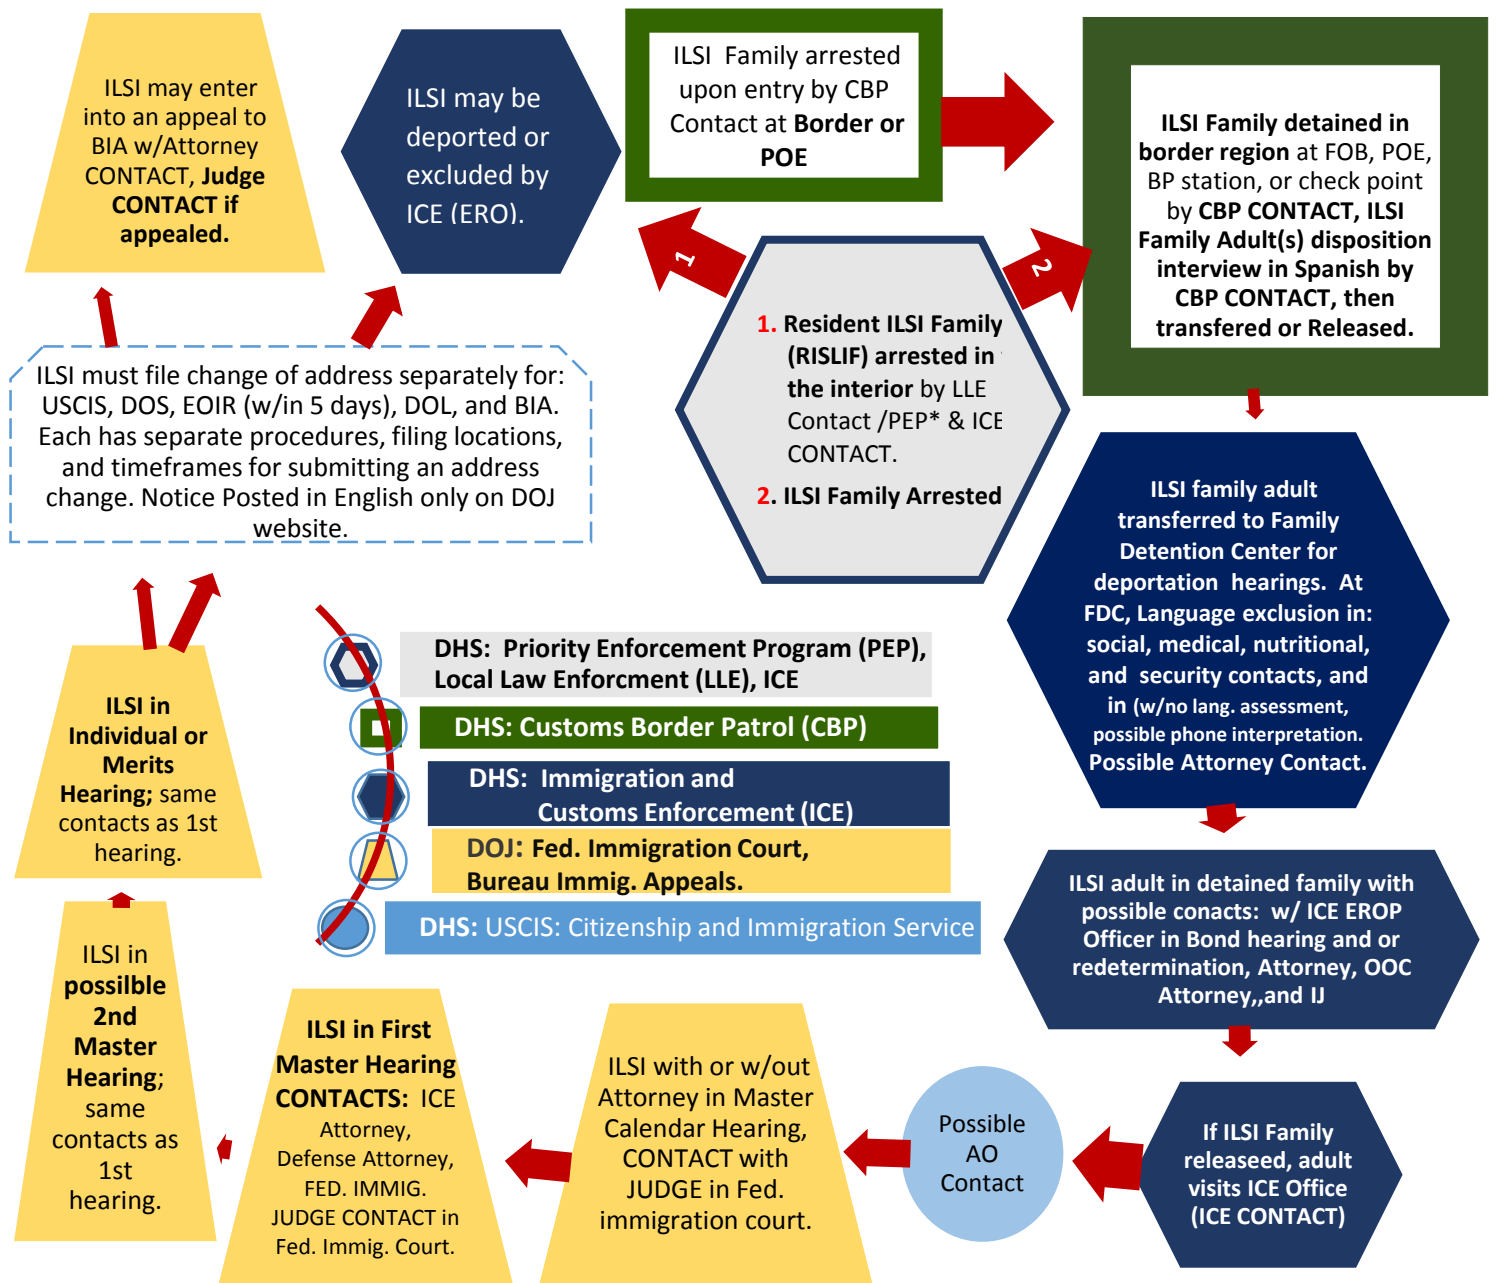 ILSI may enter
into an appeal to
BIA w/Attorney
CONTACT, Judge
CONTACT if
appealed.
ILSI may be
deported or
excluded by
ICE (ERO).
ILSI Family arrested
upon entry by CBP
Contact at Border or
POE
ILSI Family detained in
border region at FOB, POE,
BP station, or check point
by CBP CONTACT, ILSI
Family Adult(s) disposition
interview in Spanish by
CBP CONTACT, then
transfered or Released.
1
2
1. Resident ILSI Family
(RISLIF) arrested in
the interior by LLE
Contact /PEP* & ICE
CONTACT.
2. ILSI Family Arrested
ILSI must file change of address separately for:
USCIS, DOS, EOIR (w/in 5 days), DOL, and BIA.
Each has separate procedures, filing locations,
and timeframes for submitting an address
change. Notice Posted in English only on DOJ
website.
ILSI family adult
transferred to Family
Detention Center for
deportation hearings. At
FDC, Language exclusion in:
social, medical, nutritional,
and security contacts, and
in (w/no lang. assessment,
possible phone interpretation.
Possible Attorney Contact.
DHS: Priority Enforcement Program (PEP),
Local Law Enforcment (LLE), ICE
DHS: Customs Border Patrol (CBP)
DHS: Immigration and
Customs Enforcement (ICE)
DOJ: Fed. Immigration Court,
Bureau Immig. Appeals.
DHS: USCIS: Citizenship and Immigration Service
ILSI in
Individual or
Merits
Hearing; same
contacts as 1st
hearing.
ILSI adult in detained family with
possible conacts: w/ ICE EROP
Officer in Bond hearing and or
redetermination, Attorney, OOC
Attorney,,and IJ
ILSI in
possilble
2nd
Master
Hearing;
same
contacts as
1st
hearing.
ILSI in First
Master Hearing
CONTACTS: ICE
Attorney,
Defense Attorney,
FED. IMMIG.
JUDGE CONTACT in
Fed. Immig. Court.
ILSI with or w/out
Attorney in Master
Calendar Hearing,
CONTACT with
JUDGE in Fed.
immigration court.
Possible
AO
Contact
If ILSI Family
releaseed, adult
visits ICE Office
(ICE CONTACT)